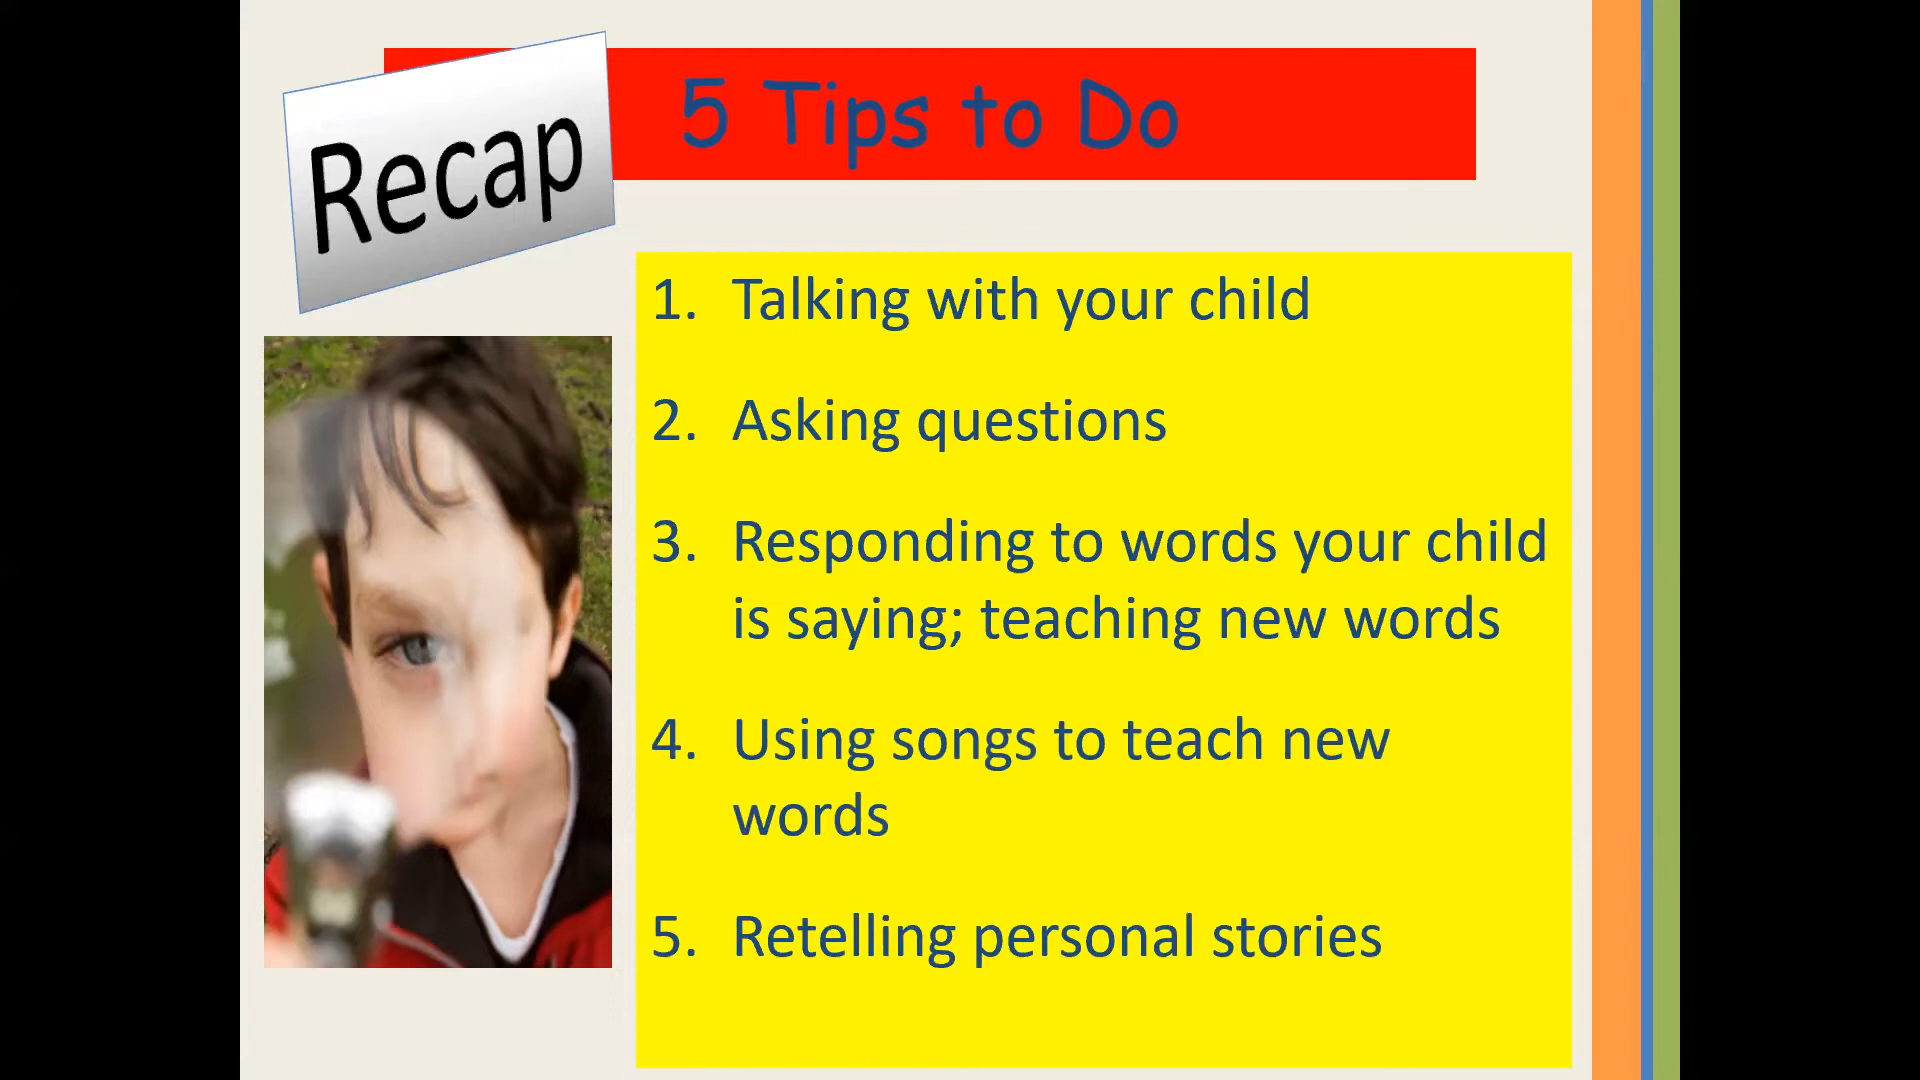 Recap
5 Tips to Do
1. Talking with your child
2. Asking questions
3. Responding to words your child
is saying; teaching new words
4. Using songs to teach new
words
5. Retelling personal stories